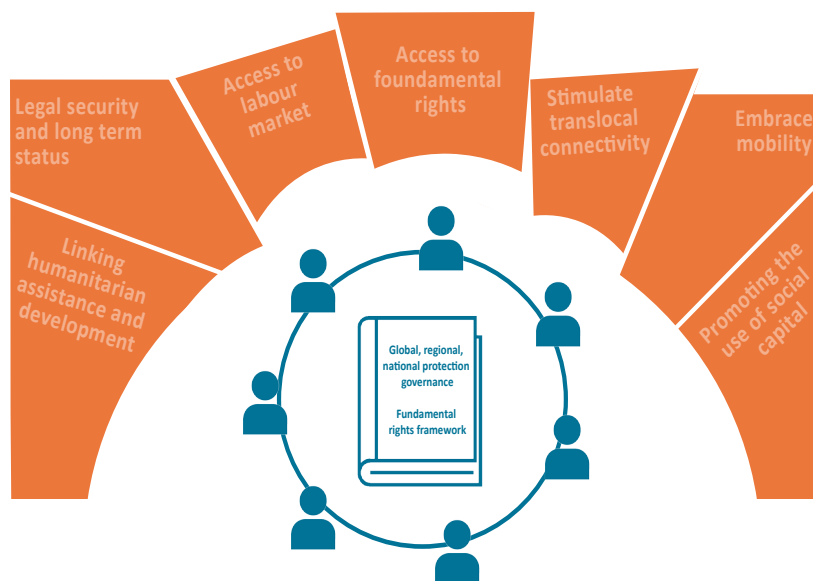 Linking
humanitarian
assistance and
development
Legal security
and long term
status
Access to
labour
market
Access to
foundamental
rights
Stimulate
translocal
connectivity
Embrace
mobility
Promoting the
use of social
capital
Global, regional,
national protection
governance
Fundamental
rights framework